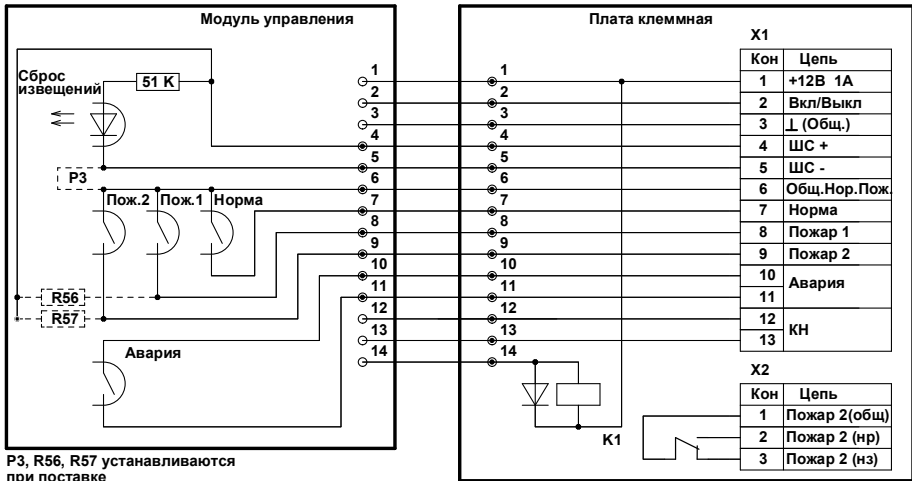 Модуль управления
Сброс
извещений
51 K
P3
Пож.2 Пож.1 Норма
R56
R57
Авария
1
2
3
4
5
6
7
8
9
10
11
12
13
14
P3, R56, R57 устанавливаются
при поставке
Плата клеммная
1
2
3
4
5
6
7
8
9
10
11
12
13
14
K1
X1
Кон Цепь
1 +12В 1А
2 Вкл/Выкл
3 ⊥ (Общ.)
4 ШС +
5 ШС -
6 Общ.Нор.Пож.
7 Норма
8 Пожар 1
9 Пожар 2
10 Авария
11
12 КН
13
X2
Кон Цепь
1 Пожар 2(общ)
2 Пожар 2 (нр)
3 Пожар 2 (нз)